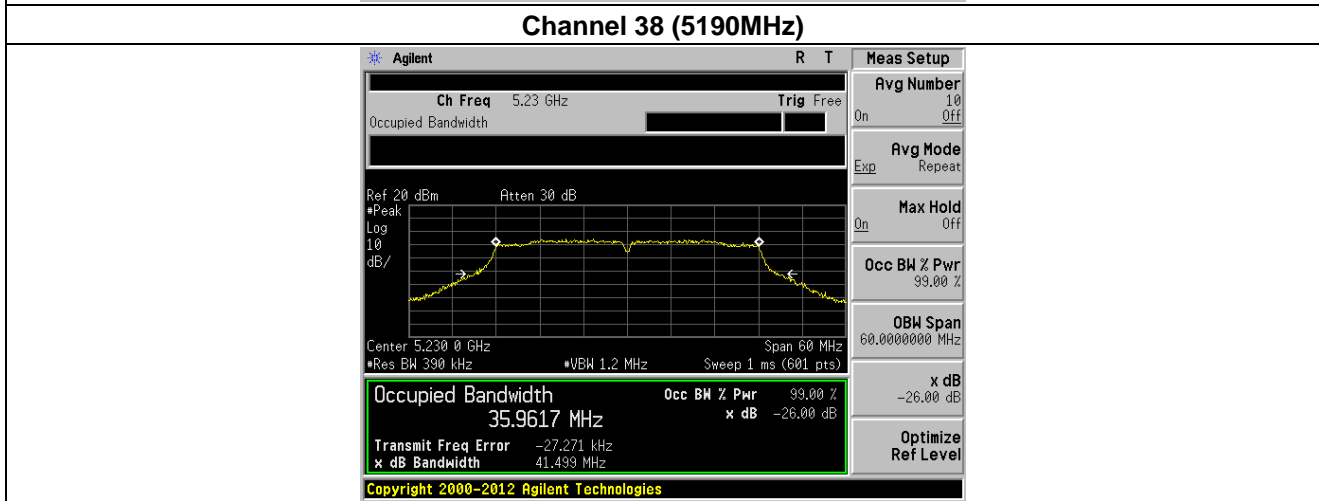 Channel 38 (5190MHz)
Agilent R T Meas Setup
Ch Freq 5.23 GHz Trig Free
Occupied Bandwidth
Avg Number
10
On Off
Avg Mode
Exp Repeat
Ref 20 dBm Atten 30 dB
#Peak
Log
10
dB/
Max Hold
On Off
Occ BW % Pwr
99.00 %
OBW Span
60.0000000 MHz
Center 5.230 0 GHz Span 60 MHz
#Res BW 390 kHz #VBW 1.2 MHz Sweep 1 ms (601 pts)
x dB
-26.00 dB
Occupied Bandwidth Occ BW % Pwr 99.00 %
35.9617 MHz x dB -26.00 dB
Transmit Freq Error -27.271 kHz
x dB Bandwidth 41.499 MHz
Optimize
Ref Level
Copyright 2000-2012 Agilent Technologies